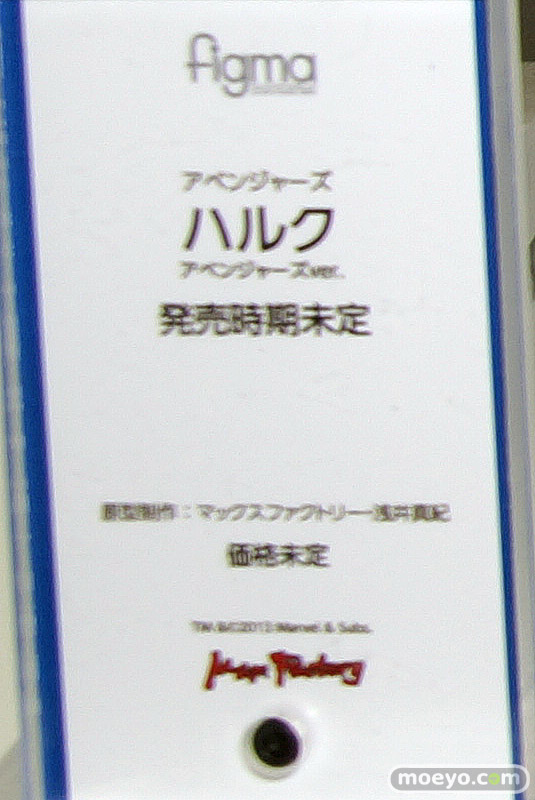 figma
アベンジャーズ
ハルク
アベンジャーズver.
発売時期未定
原型制作：マックスファクトリー・浅井真紀
価格未定
TM &©2013 Marvel & Subs.
Max Factory
moeyo.com